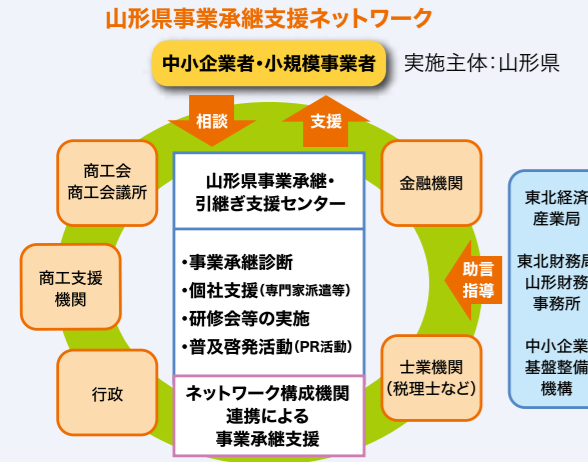 山形県事業承継支援ネットワーク
中小企業者・小規模事業者
実施主体：山形県
相談
支援
商工会
商工会議所
山形県事業承継・
引継ぎ支援センター
金融機関
東北経済
産業局
東北財務局
山形財務
事務所
中小企業
基盤整備
機構
助言
指導
商工支援
機関
・事業承継診断
・個社支援(専門家派遣等)
・研修会等の実施
・普及啓発活動(PR活動)
行政
ネットワーク構成機関
連携による
事業承継支援
士業機関
(税理士など)